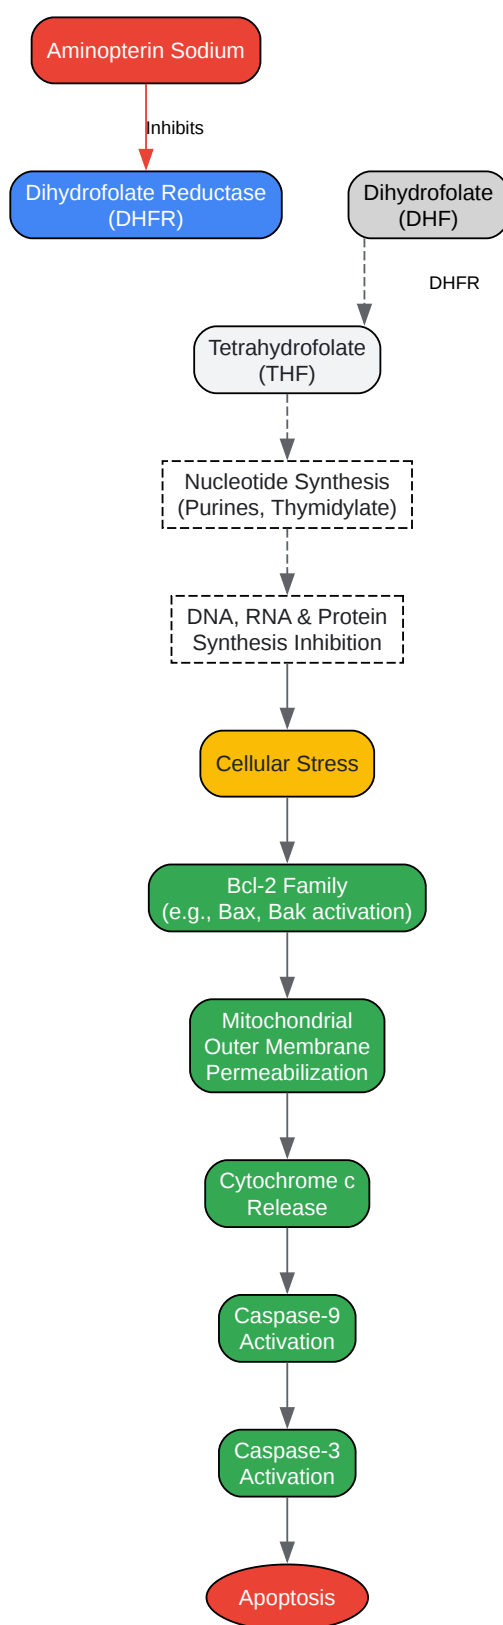 Aminopterin Sodium
Inhibits
Dihydrofolate Reductase
(DHFR)
Dihydrofolate
(DHF)
DHFR
Tetrahydrofolate
(THF)
Nucleotide Synthesis
(Purines, Thymidylate)
DNA, RNA & Protein
Synthesis Inhibition
Cellular Stress
Bcl-2 Family
(e.g., Bax, Bak activation)
Mitochondrial
Outer Membrane
Permeabilization
Cytochrome c
Release
Caspase-9
Activation
Caspase-3
Activation
Apoptosis